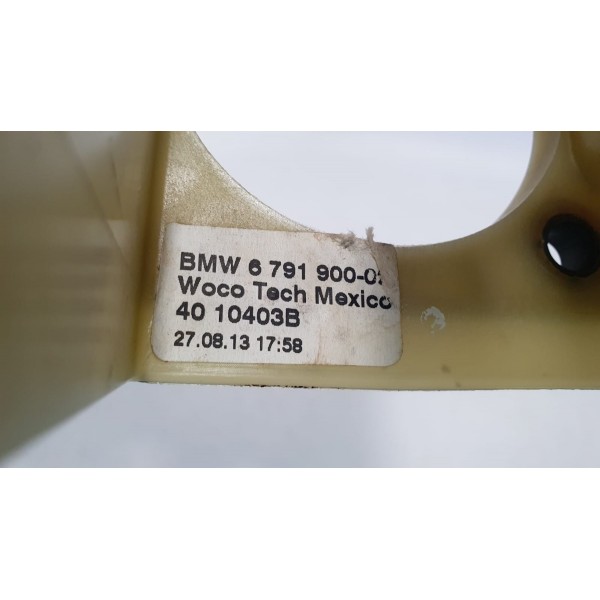 BMW 6 791 900-0
Woco Tech Mexico
40 10403B
27.08.13 17:58